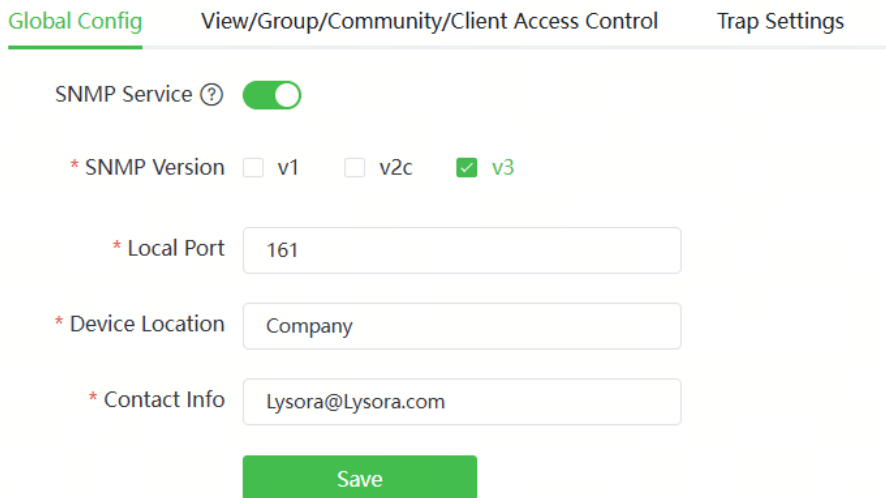 Global Config View/Group/Community/Client Access Control Trap Settings
SNMP Service ?
* SNMP Version v1 v2c v3
* Local Port 161
* Device Location Company
* Contact Info Lysora@Lysora.com
Save